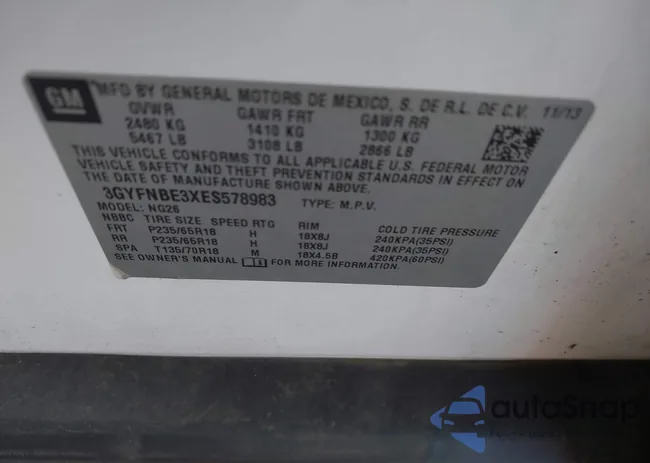 GM
MFD BY GENERAL MOTORS DE MEXICO, S. DE R.L. DE C.V. 11/13
GVWR GAWR FRT GAWR RR
2480 KG 1410 KG 1300 KG
5467 LB 3108 LB 2866 LB
THIS VEHICLE CONFORMS TO ALL APPLICABLE U.S. FEDERAL MOTOR
VEHICLE SAFETY AND THEFT PREVENTION STANDARDS IN EFFECT ON
THE DATE OF MANUFACTURE SHOWN ABOVE.
3GYFNBE3XES578983 TYPE: M.P.V.
MODEL: NG26
NBBC TIRE SIZE SPEED RTG RIM COLD TIRE PRESSURE
FRT P235/65R18 H 18X8J 240KPA(35PSI)
RR P235/65R18 H 18X8J 240KPA(35PSI)
SPA T135/70R18 M 18X4.5B 420KPA(60PSI)
SEE OWNER'S MANUAL FOR MORE INFORMATION.
autoSnap